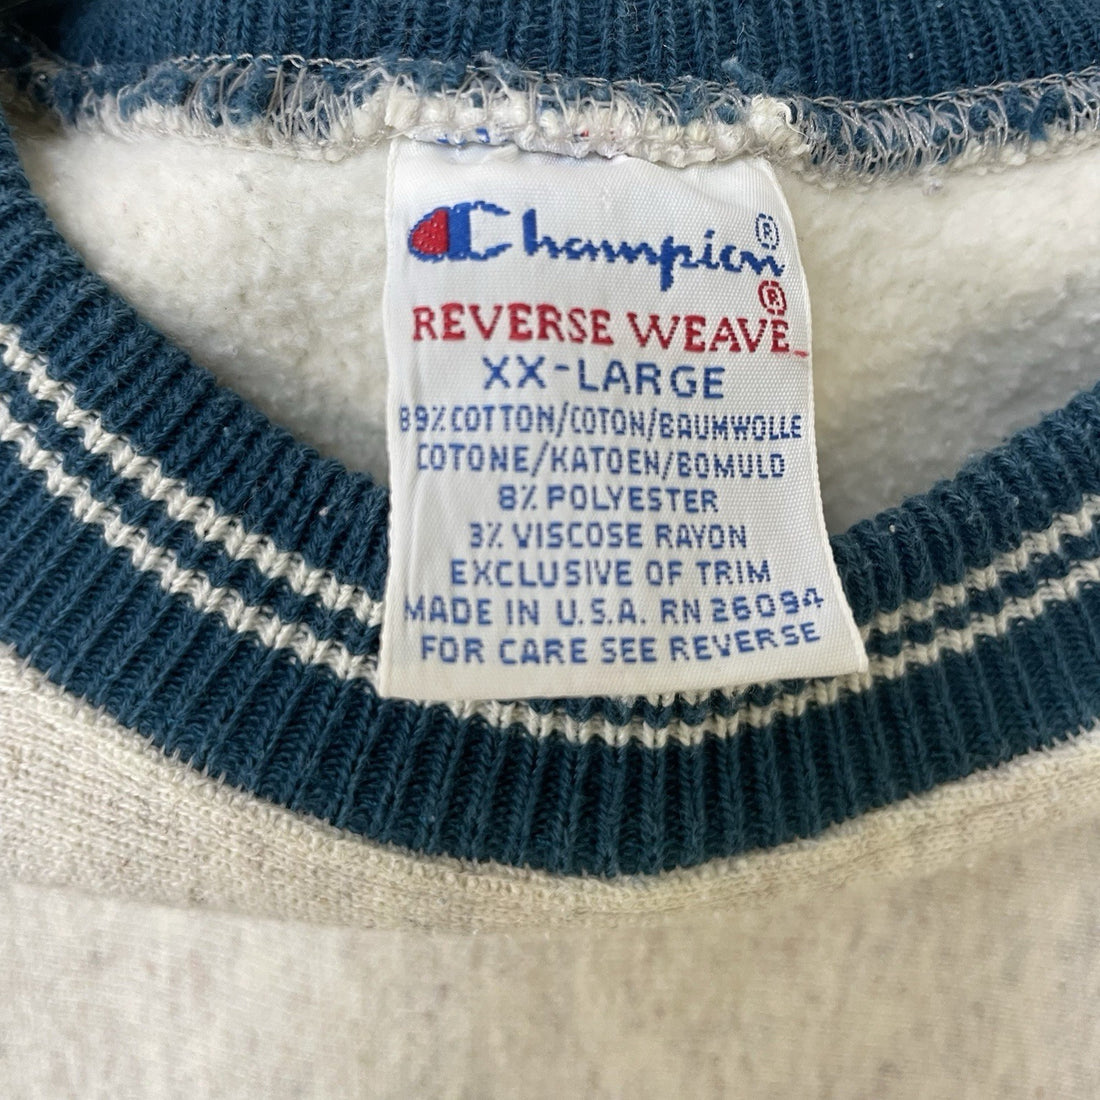 Champion®
REVERSE WEAVE®
XX-LARGE
89% COTTON/COTON/BAUMWOLLE
COTONE/KATOEN/BOMULD
8% POLYESTER
3% VISCOSE RAYON
EXCLUSIVE OF TRIM
MADE IN U.S.A. RN 26094
FOR CARE SEE REVERSE